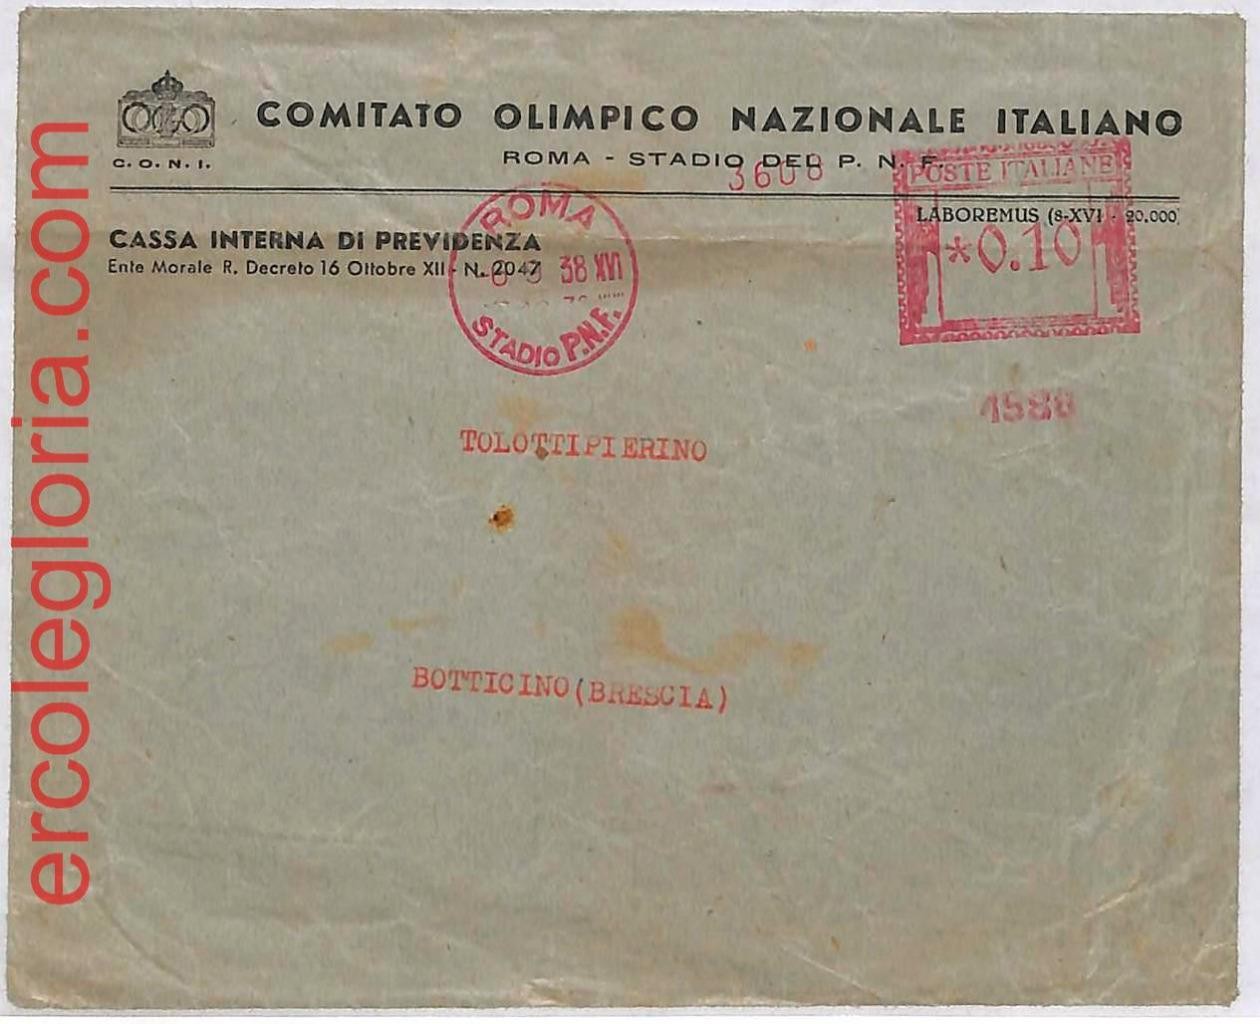 COMITATO OLIMPICO NAZIONALE ITALIANO
C. O. N. I.
ROMA - STADIO DEL P. N. F.
3608
POSTE ITALIANE
LABOREMUS (8-XVI - 20.000)
*0.10
ROMA
38 XVI
STADIO P.N.F.
CASSA INTERNA DI PREVIDENZA
Ente Morale R. Decreto 16 Ottobre XII - N. 2047
TOLOTTIPIERINO
BOTTICINO(BRESCIA)
ercolegloria.com